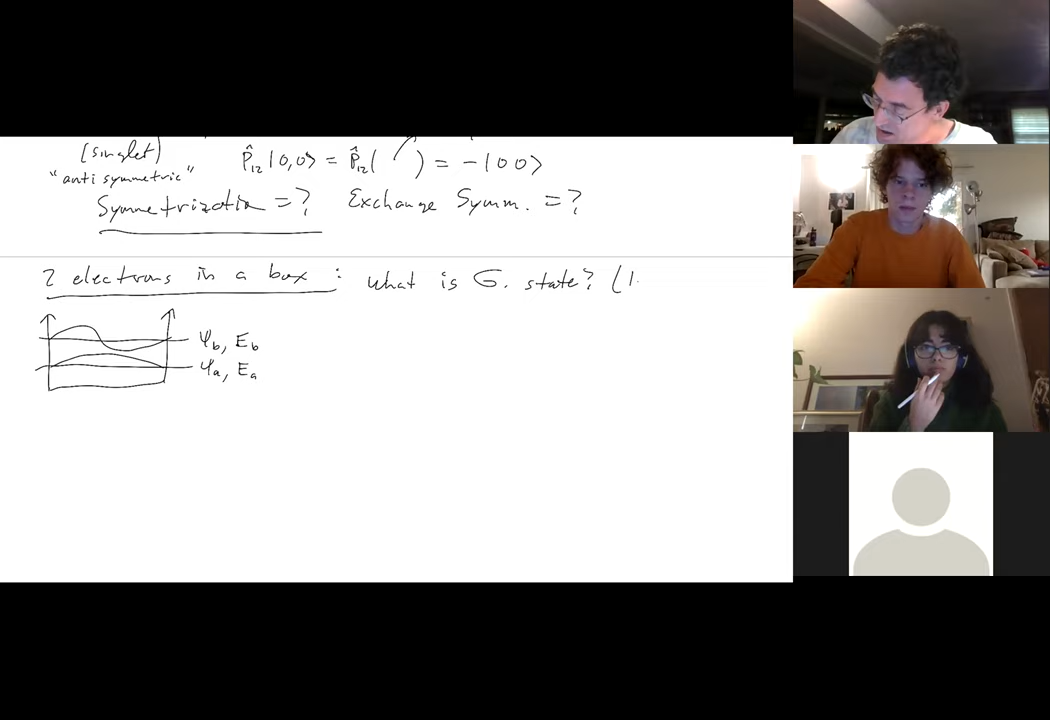 (singlet) P̂₁₂|0,0⟩ = P̂₁₂( ) = -|00⟩
"anti symmetric"
Symmetrization = ? Exchange Symm. = ?
2 electrons in a box : what is G. state? (1.
ψ_b, E_b
ψ_a, E_a